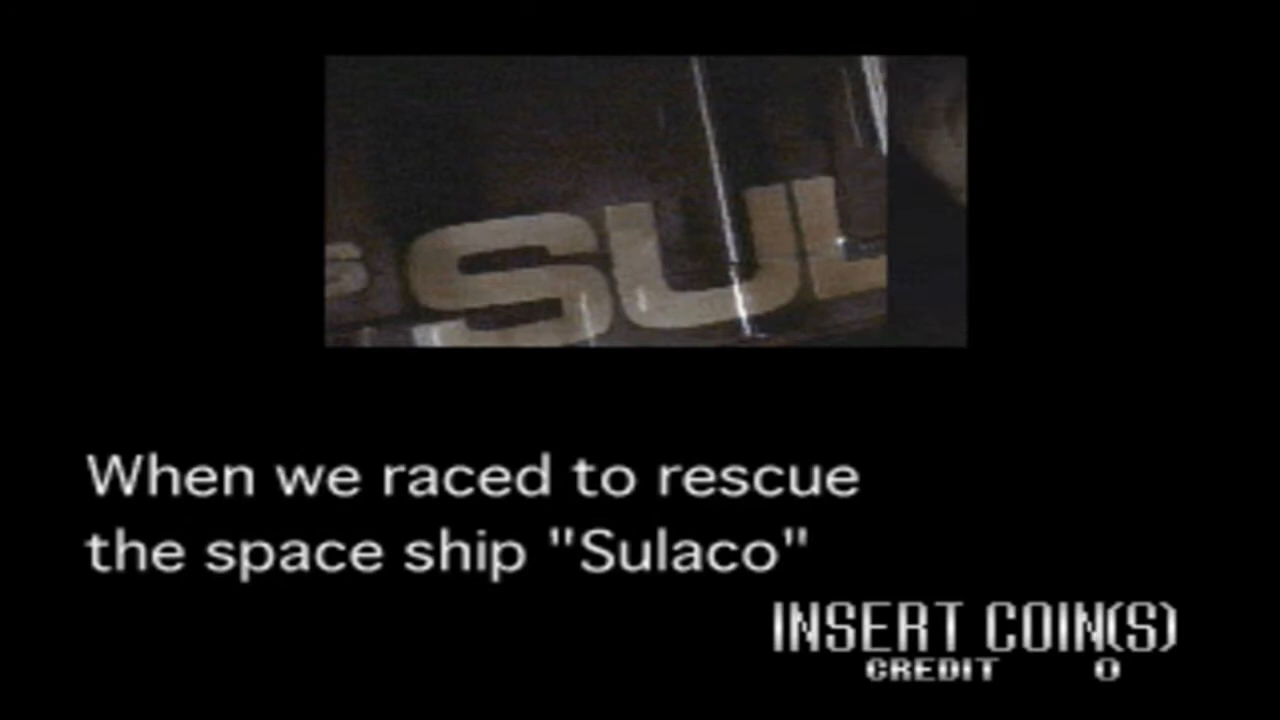 SUL
When we raced to rescue
the space ship "Sulaco"
INSERT COIN(S)
CREDIT 0